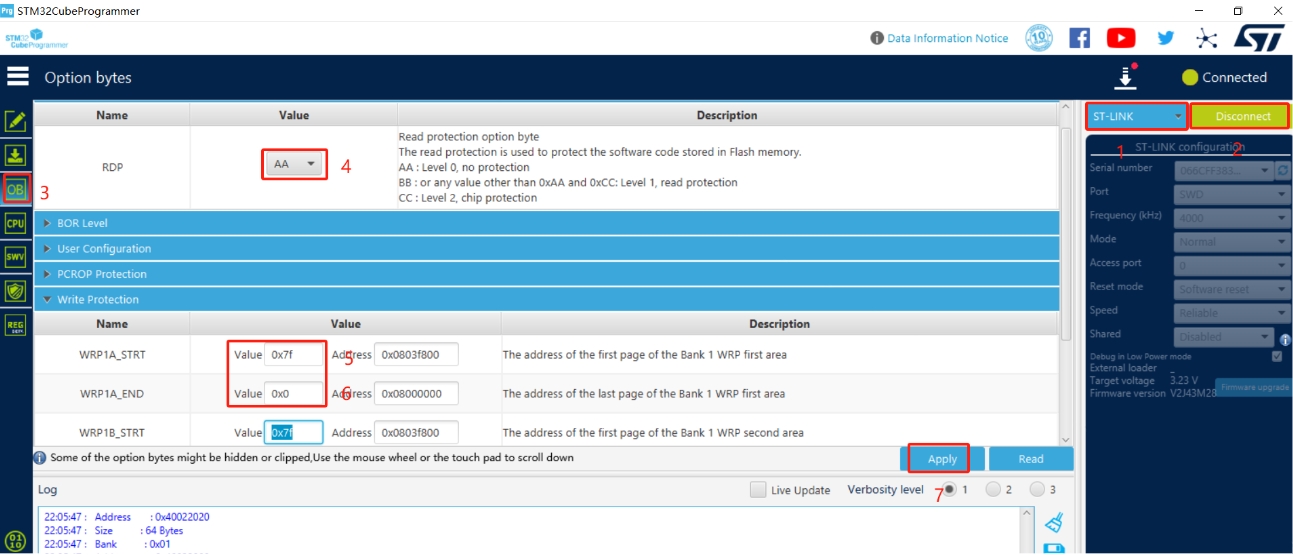 Prg STM32CubeProgrammer
STM32
CubeProgrammer
Data Information Notice
10
ST
Option bytes
Connected
Name Value Description
RDP
AA
4
Read protection option byte
The read protection is used to protect the software code stored in Flash memory.
AA : Level 0, no protection
BB : or any value other than 0xAA and 0xCC: Level 1, read protection
CC : Level 2, chip protection
OB 3
CPU
SWV
REG
BOR Level
User Configuration
PCROP Protection
Write Protection
Name Value Description
WRP1A_STRT Value 0x7f 5 Address 0x0803f800 The address of the first page of the Bank 1 WRP first area
WRP1A_END Value 0x0 6 Address 0x08000000 The address of the last page of the Bank 1 WRP first area
WRP1B_STRT Value 0x7f Address 0x0803f800 The address of the first page of the Bank 1 WRP second area
Some of the option bytes might be hidden or clipped,Use the mouse wheel or the touch pad to scroll down
Apply Read
7
Log Live Update Verbosity level 1 2 3
22:05:47 : Address : 0x40022020
22:05:47 : Size : 64 Bytes
22:05:47 : Bank : 0x01
01
10
ST-LINK Disconnect
1 2
ST-LINK configuration
Serial number 066CFF383...
Port SWD
Frequency (kHz) 4000
Mode Normal
Access port 0
Reset mode Software reset
Speed Reliable
Shared Disabled
Debug in Low Power mode
External loader _
Target voltage 3.23 V
Firmware version V2J43M28
Firmware upgrade